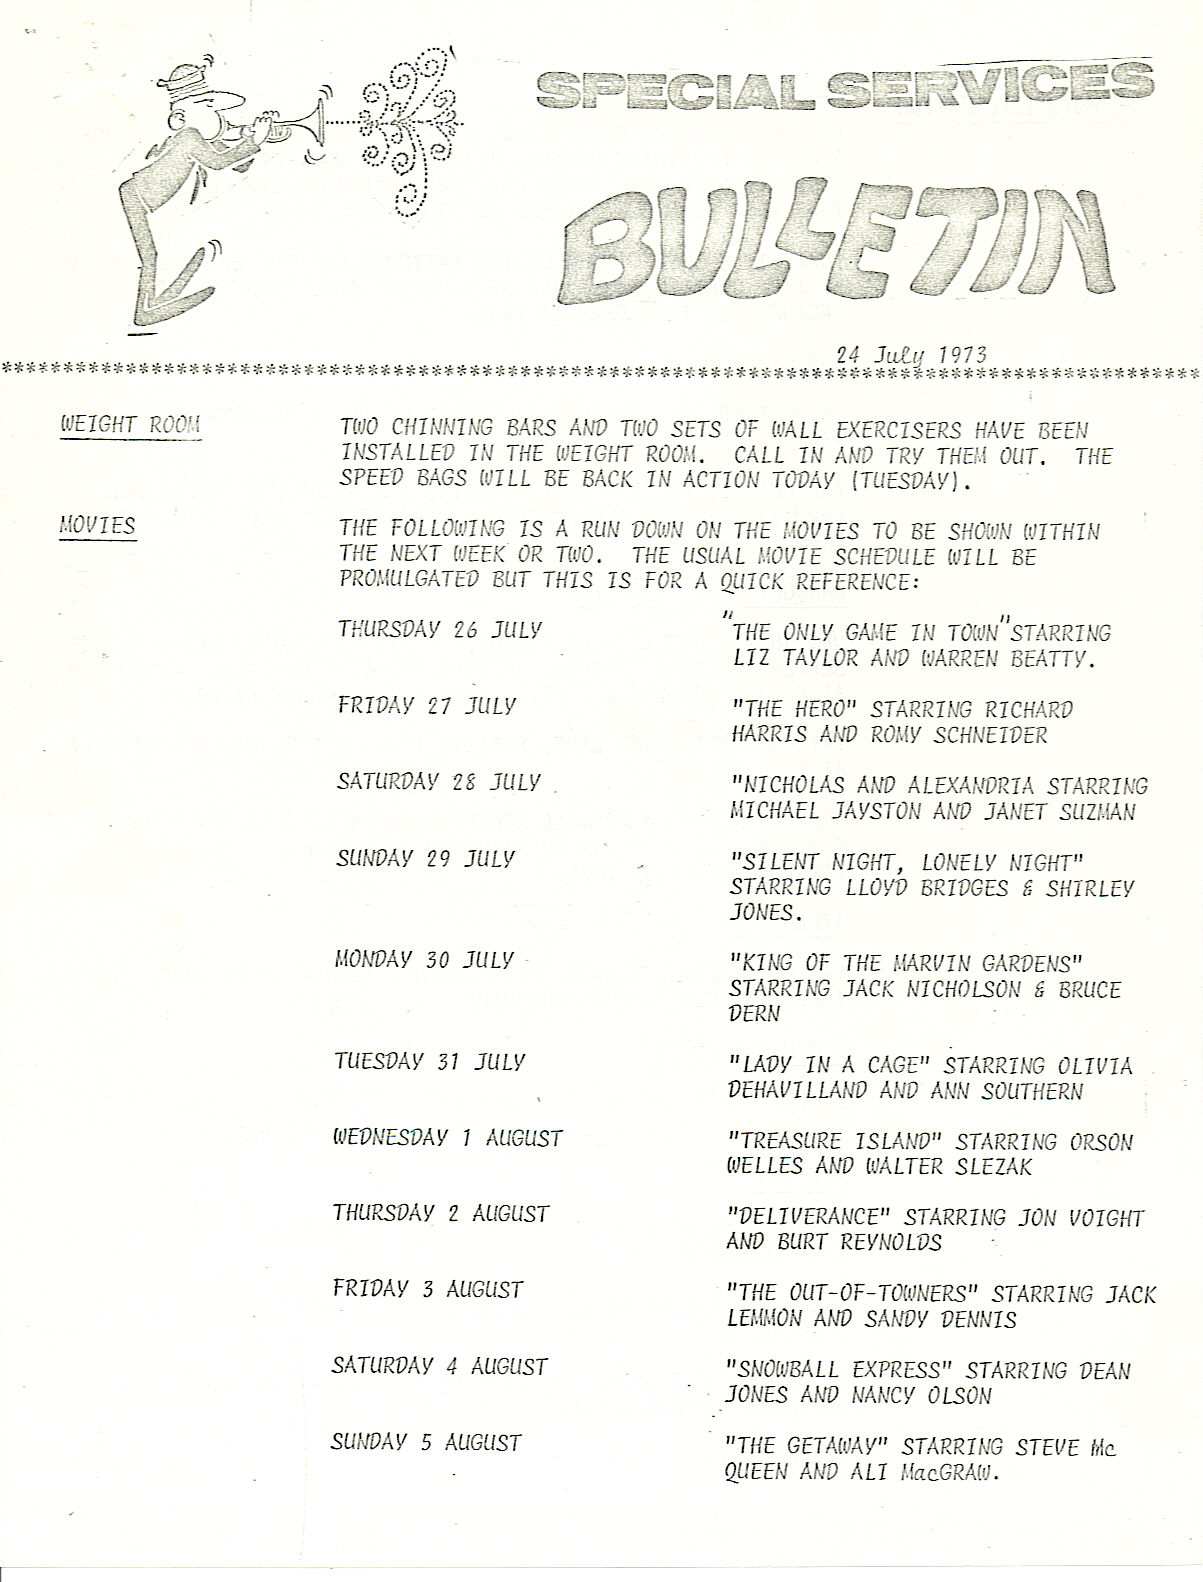 SPECIAL SERVICES
BULLETIN
24 July 1973
****************************************************************************************************
WEIGHT ROOM
TWO CHINNING BARS AND TWO SETS OF WALL EXERCISERS HAVE BEEN
INSTALLED IN THE WEIGHT ROOM. CALL IN AND TRY THEM OUT. THE
SPEED BAGS WILL BE BACK IN ACTION TODAY (TUESDAY).
MOVIES
THE FOLLOWING IS A RUN DOWN ON THE MOVIES TO BE SHOWN WITHIN
THE NEXT WEEK OR TWO. THE USUAL MOVIE SCHEDULE WILL BE
PROMULGATED BUT THIS IS FOR A QUICK REFERENCE:
THURSDAY 26 JULY
"THE ONLY GAME IN TOWN"STARRING
LIZ TAYLOR AND WARREN BEATTY.
FRIDAY 27 JULY
"THE HERO" STARRING RICHARD
HARRIS AND ROMY SCHNEIDER
SATURDAY 28 JULY
"NICHOLAS AND ALEXANDRIA STARRING
MICHAEL JAYSTON AND JANET SUZMAN
SUNDAY 29 JULY
"SILENT NIGHT, LONELY NIGHT"
STARRING LLOYD BRIDGES & SHIRLEY
JONES.
MONDAY 30 JULY
"KING OF THE MARVIN GARDENS"
STARRING JACK NICHOLSON & BRUCE
DERN
TUESDAY 31 JULY
"LADY IN A CAGE" STARRING OLIVIA
DEHAVILLAND AND ANN SOUTHERN
WEDNESDAY 1 AUGUST
"TREASURE ISLAND" STARRING ORSON
WELLES AND WALTER SLEZAK
THURSDAY 2 AUGUST
"DELIVERANCE" STARRING JON VOIGHT
AND BURT REYNOLDS
FRIDAY 3 AUGUST
"THE OUT-OF-TOWNERS" STARRING JACK
LEMMON AND SANDY DENNIS
SATURDAY 4 AUGUST
"SNOWBALL EXPRESS" STARRING DEAN
JONES AND NANCY OLSON
SUNDAY 5 AUGUST
"THE GETAWAY" STARRING STEVE Mc
QUEEN AND ALI MacGRAW.